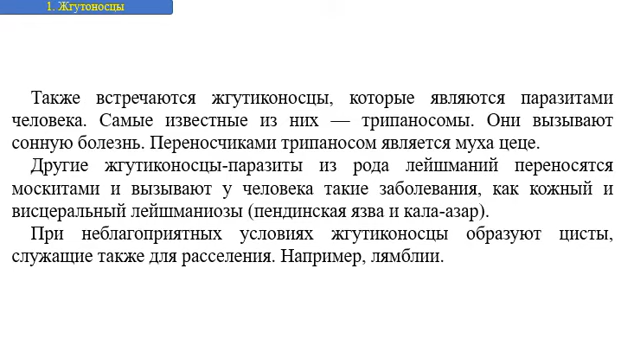 1. Жгутоносцы
Также встречаются жгутиконосцы, которые являются паразитами
человека. Самые известные из них — трипаносомы. Они вызывают
сонную болезнь. Переносчиками трипаносом является муха цеце.
Другие жгутиконосцы-паразиты из рода лейшманий переносятся
москитами и вызывают у человека такие заболевания, как кожный и
висцеральный лейшманиозы (пендинская язва и кала-азар).
При неблагоприятных условиях жгутиконосцы образуют цисты,
служащие также для расселения. Например, лямблии.